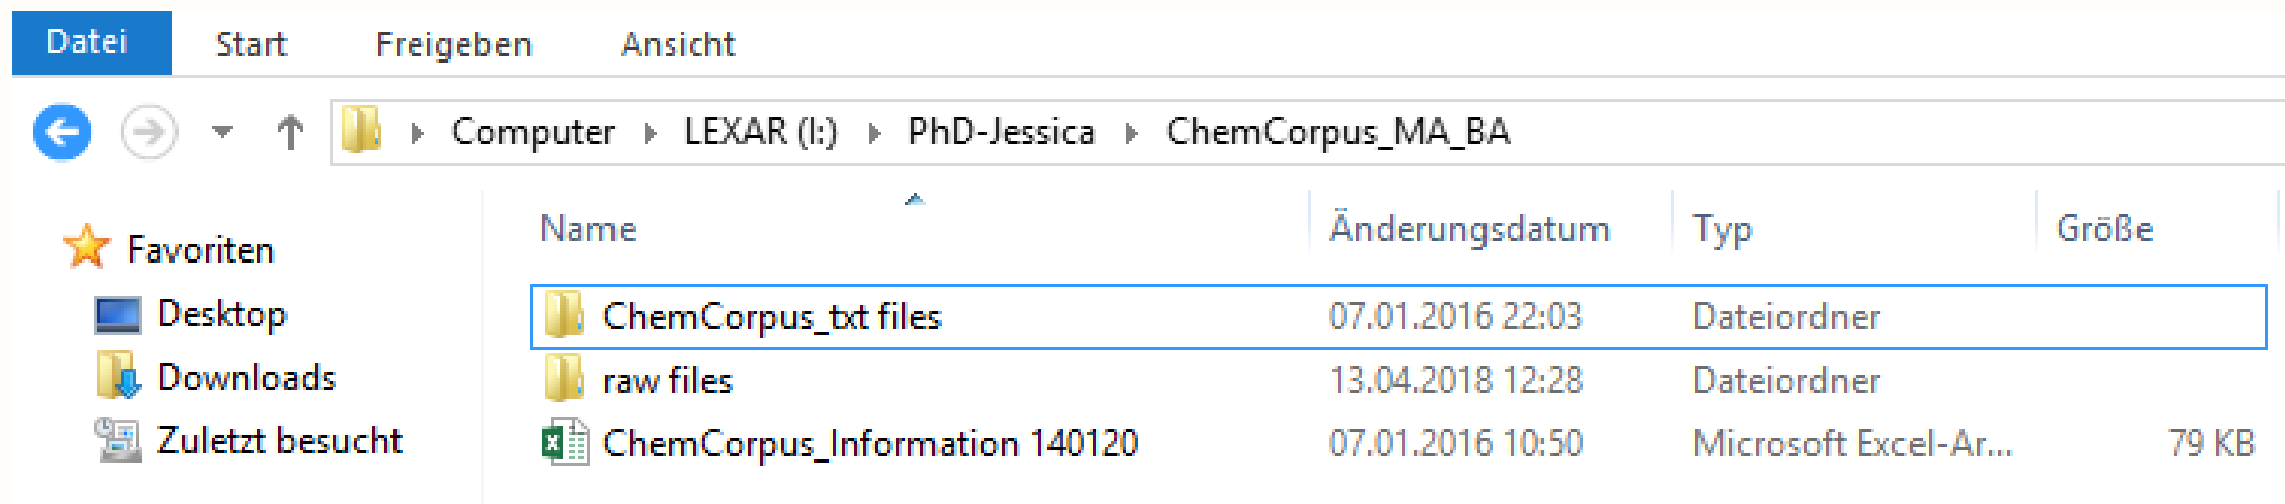 Datei Start Freigeben Ansicht
Computer LEXAR (I:) PhD-Jessica ChemCorpus_MA_BA
Name Änderungsdatum Typ Größe
Favoriten
Desktop
Downloads
Zuletzt besucht
ChemCorpus_txt files 07.01.2016 22:03 Dateiordner
raw files 13.04.2018 12:28 Dateiordner
ChemCorpus_Information 140120 07.01.2016 10:50 Microsoft Excel-Ar... 79 KB